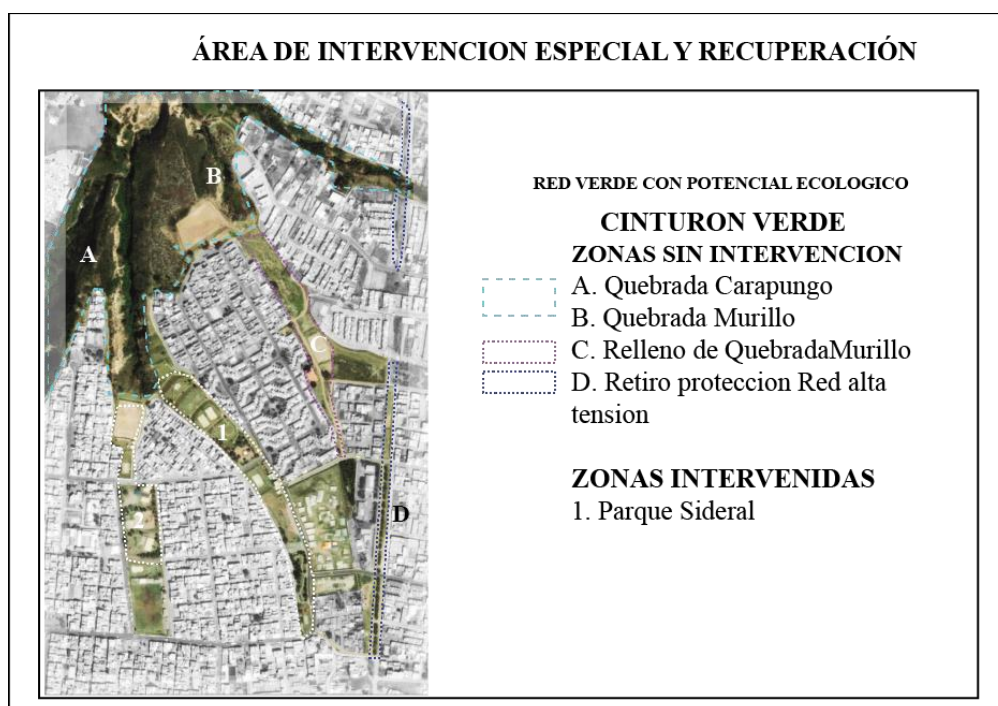 ÁREA DE INTERVENCION ESPECIAL Y RECUPERACIÓN
RED VERDE CON POTENCIAL ECOLOGICO
CINTURON VERDE
ZONAS SIN INTERVENCION
A. Quebrada Carapungo
B. Quebrada Murillo
C. Relleno de QuebradaMurillo
D. Retiro proteccion Red alta
tension
ZONAS INTERVENIDAS
1. Parque Sideral
B
A
C
1
D
2